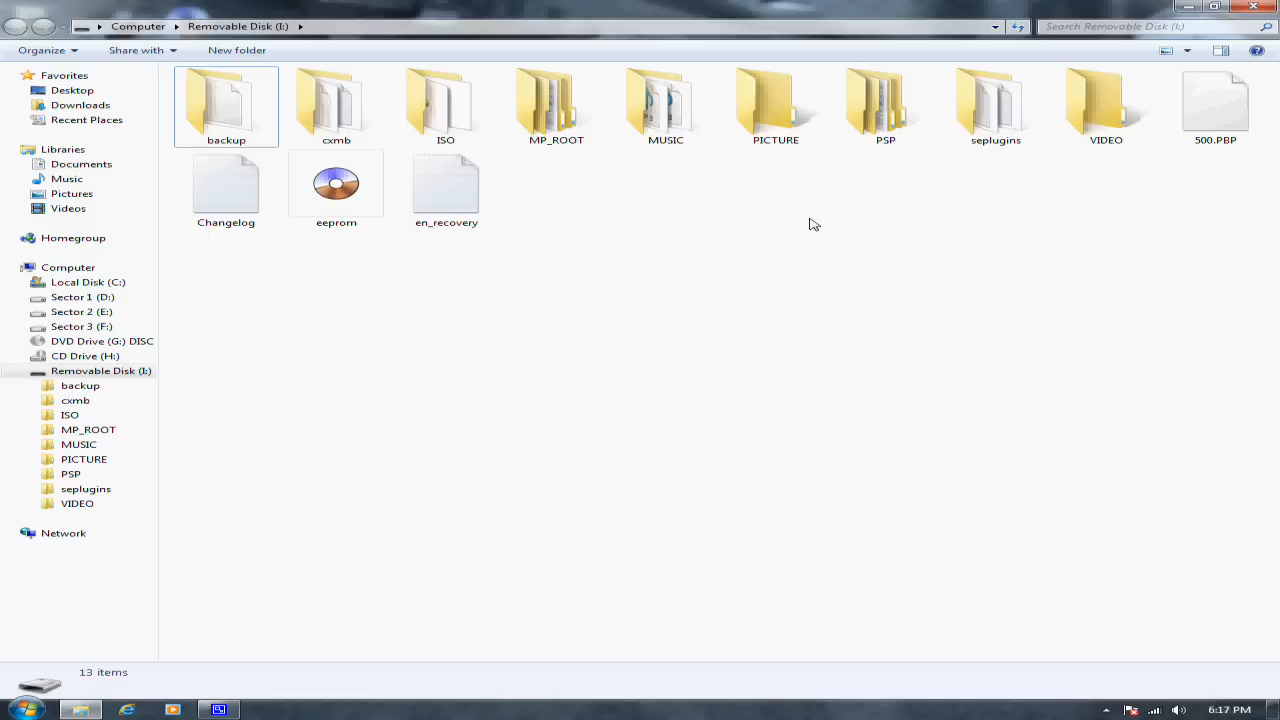 Computer Removable Disk (I:)
Search Removable Disk (I:)
Organize Share with New folder
Favorites
Desktop
Downloads
Recent Places
Libraries
Documents
Music
Pictures
Videos
Homegroup
Computer
Local Disk (C:)
Sector 1 (D:)
Sector 2 (E:)
Sector 3 (F:)
DVD Drive (G:) DISC
CD Drive (H:)
Removable Disk (I:)
backup
cxmb
ISO
MP_ROOT
MUSIC
PICTURE
PSP
seplugins
VIDEO
Network
backup cxmb ISO MP_ROOT MUSIC PICTURE PSP seplugins VIDEO 500.PBP
Changelog eeprom en_recovery
13 items
6:17 PM